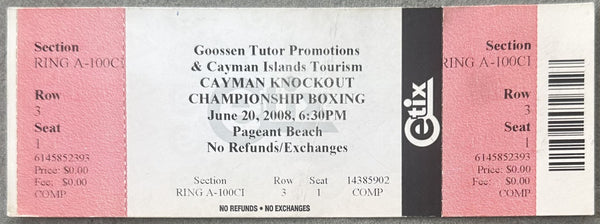 Section
RING A-100CI
Row
3
Seat
1
6145852393
Price: $0.00
Fee: $0.00
COMP
Goossen Tutor Promotions
& Cayman Islands Tourism
CAYMAN KNOCKOUT
CHAMPIONSHIP BOXING
June 20, 2008, 6:30PM
Pageant Beach
No Refunds/Exchanges
Section Row Seat 14385902
RING A-100CI 3 1 COMP
NO REFUNDS • NO EXCHANGES
etix
Section
RING A-100CI
Row
3
Seat
1
6145852393
Price: $0.00
Fee: $0.00
COMP